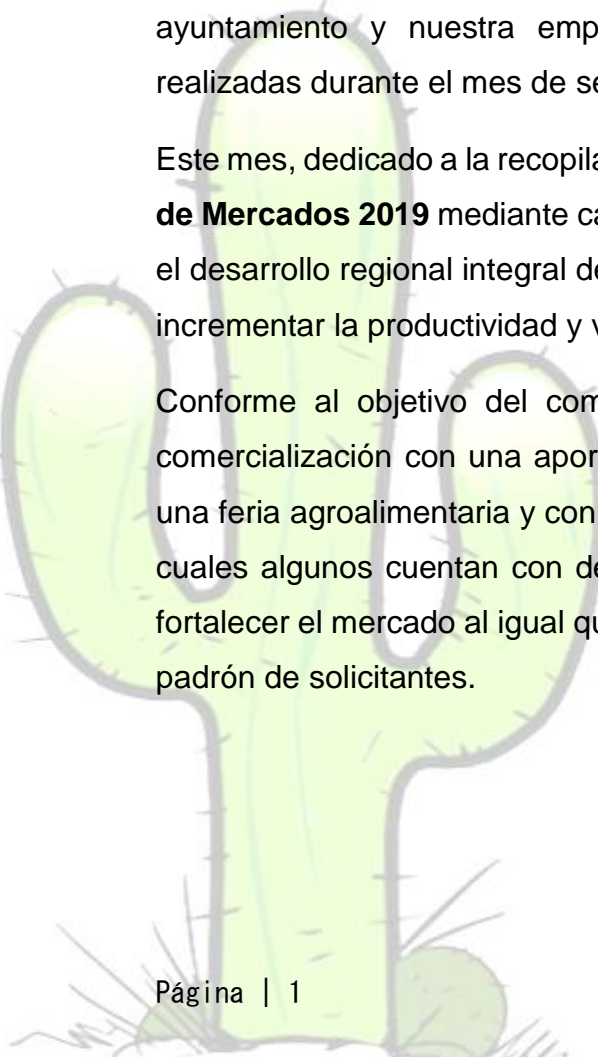 ayuntamiento y nuestra emp
realizadas durante el mes de se
Este mes, dedicado a la recopila
de Mercados 2019 mediante ca
el desarrollo regional integral de
incrementar la productividad y v
Conforme al objetivo del com
comercialización con una apor
una feria agroalimentaria y con
cuales algunos cuentan con de
fortalecer el mercado al igual qu
padrón de solicitantes.
Página | 1